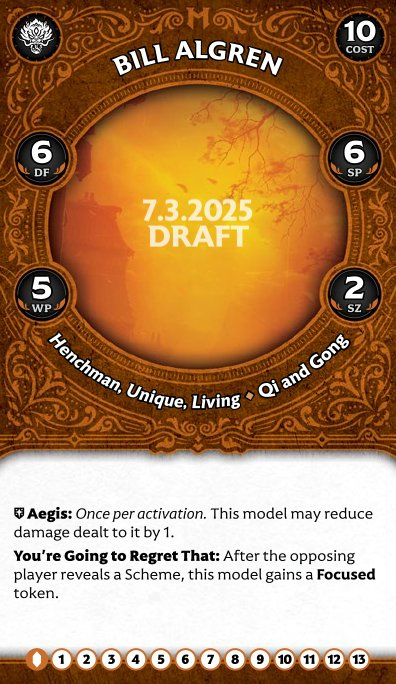 M
10
COST
BILL ALGREN
6
DF
6
SP
7.3.2025
DRAFT
5
WP
2
SZ
Henchman, Unique, Living ◆ Qi and Gong
Aegis: Once per activation. This model may reduce
damage dealt to it by 1.
You're Going to Regret That: After the opposing
player reveals a Scheme, this model gains a Focused
token.
1 2 3 4 5 6 7 8 9 10 11 12 13